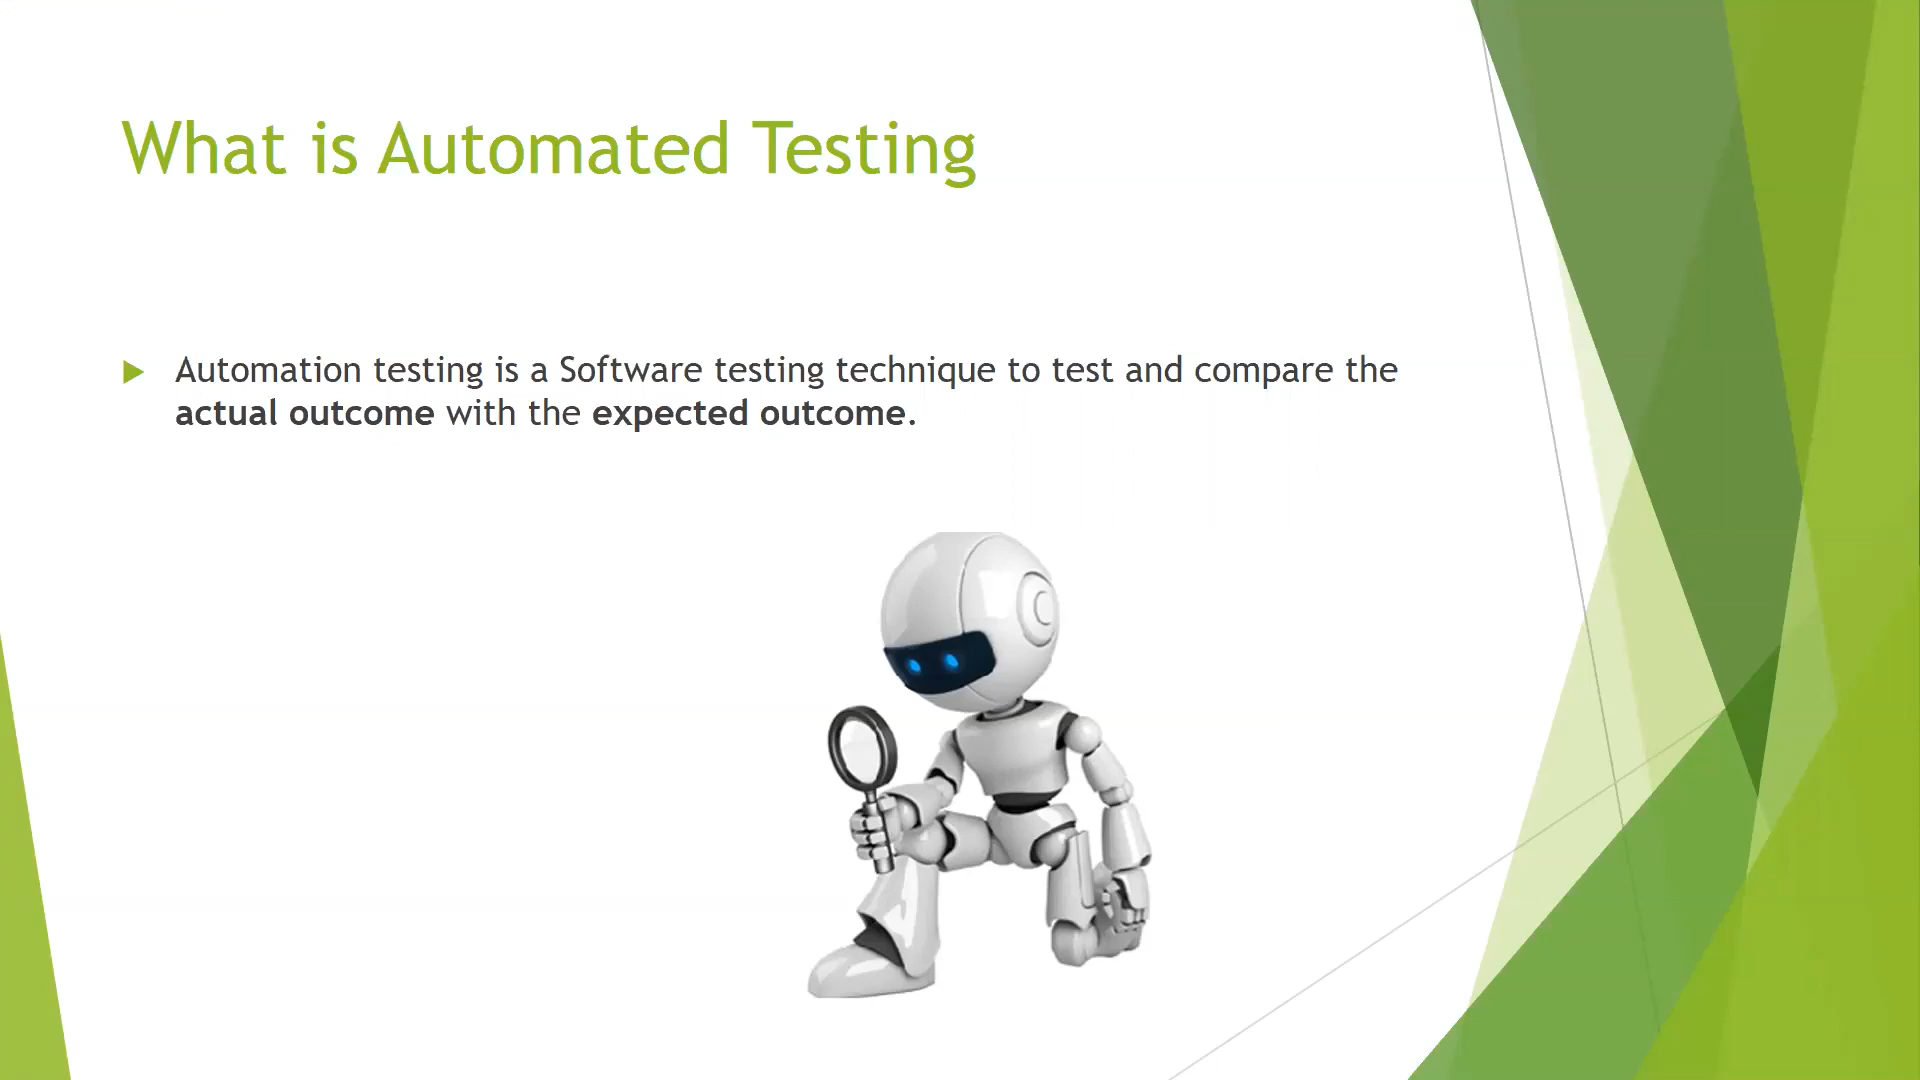 What is Automated Testing
Automation testing is a Software testing technique to test and compare the
actual outcome with the expected outcome.